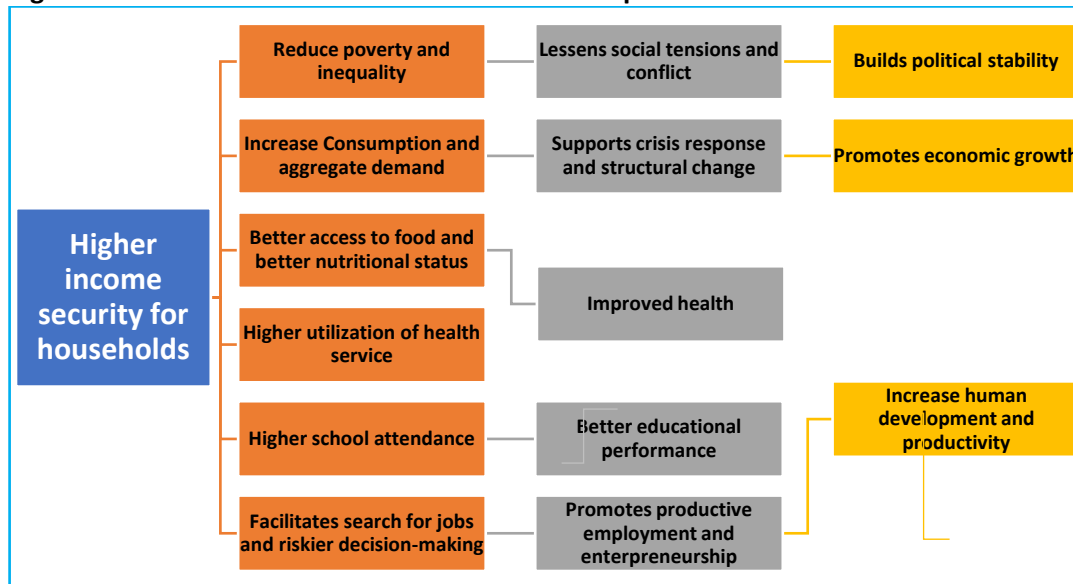 Reduce poverty and
inequality
Lessens social tensions and
conflict
Builds political stability
Increase Consumption and
aggregate demand
Supports crisis response
and structural change
Promotes economic growth
Higher
income
security for
households
Better access to food and
better nutritional status
Improved health
Higher utilization of health
service
Higher school attendance
Better educational
performance
Increase human
development and
productivity
Facilitates search for jobs
and riskier decision-making
Promotes productive
employment and
enterpreneurship